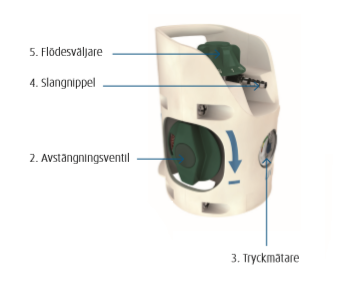 5. Flödesväljare
4. Slangnippel
2. Avstängningsventil
3. Tryckmätare